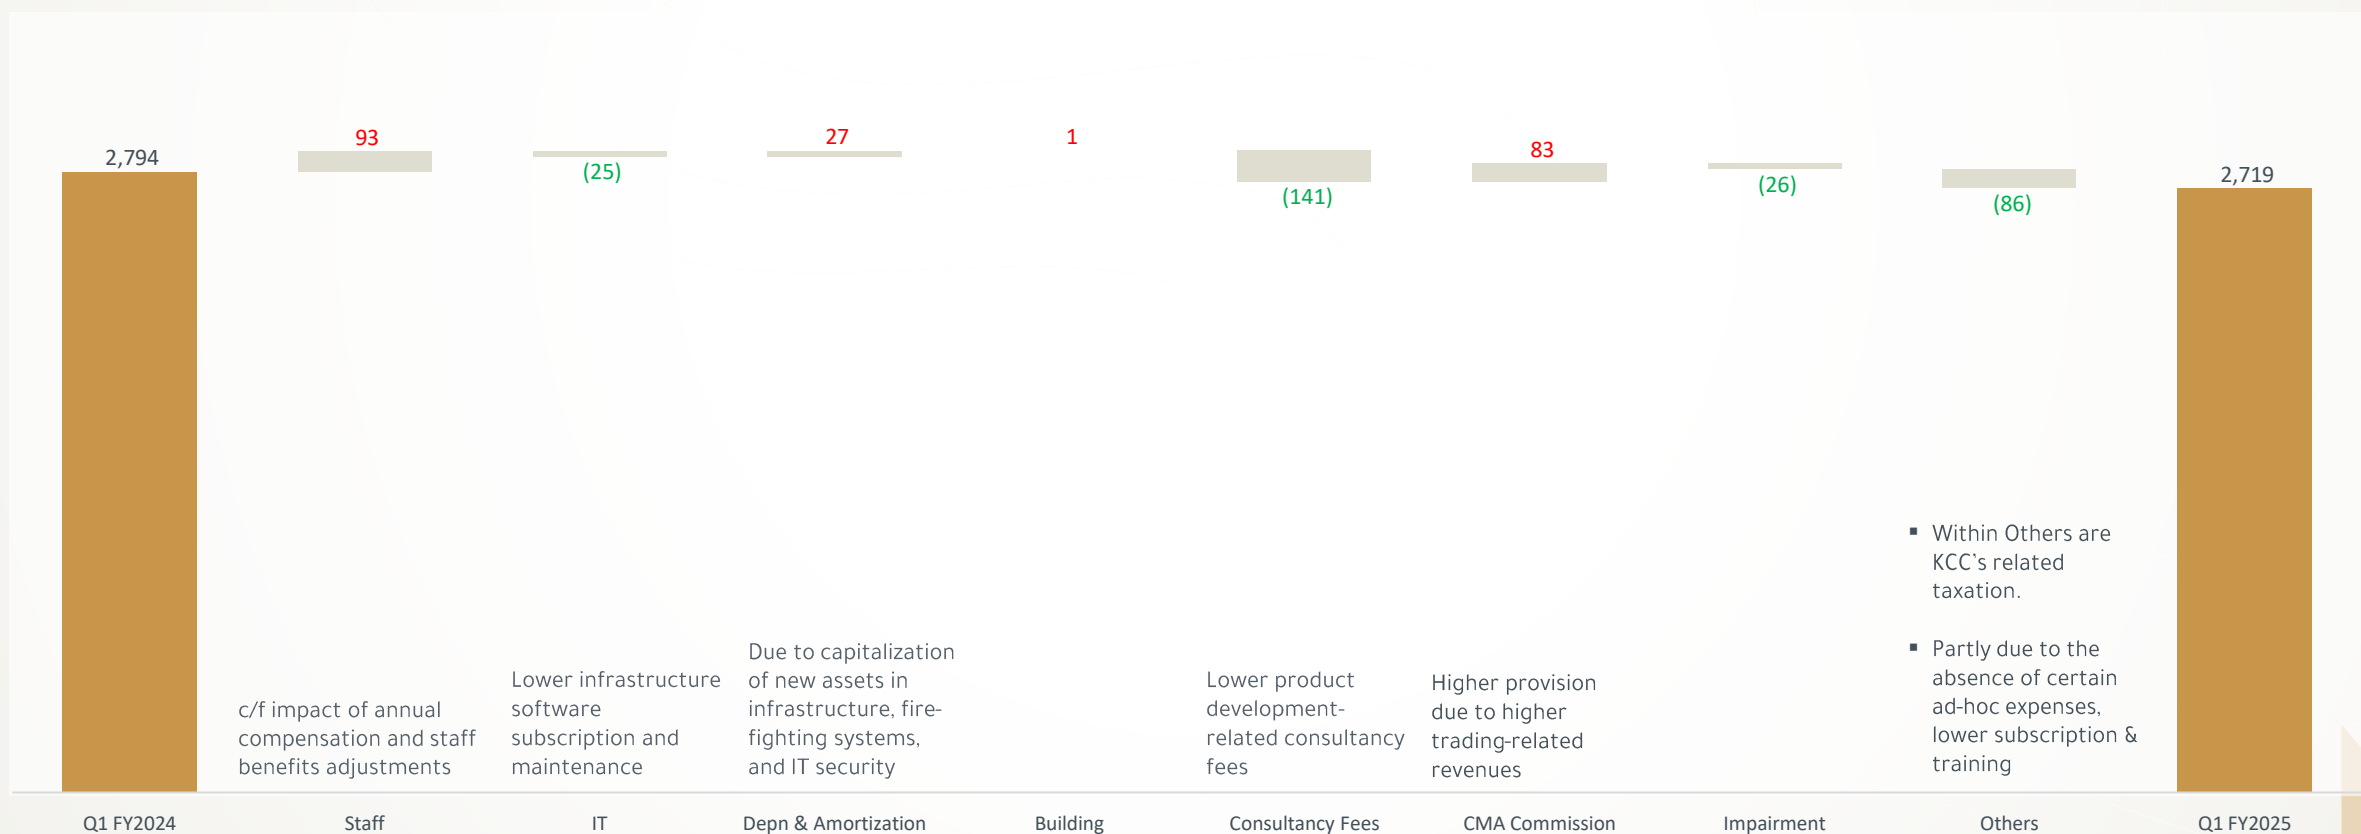 2,794
93
(25)
27
1
(141)
83
(26)
(86)
2,719
c/f impact of annual
compensation and staff
benefits adjustments
Lower infrastructure
software
subscription and
maintenance
Due to capitalization
of new assets in
infrastructure, fire-
fighting systems,
and IT security
Lower product
development-
related consultancy
fees
Higher provision
due to higher
trading-related
revenues
▪ Within Others are
KCC's related
taxation.
▪ Partly due to the
absence of certain
ad-hoc expenses,
lower subscription &
training
Q1 FY2024
Staff
IT
Depn & Amortization
Building
Consultancy Fees
CMA Commission
Impairment
Others
Q1 FY2025